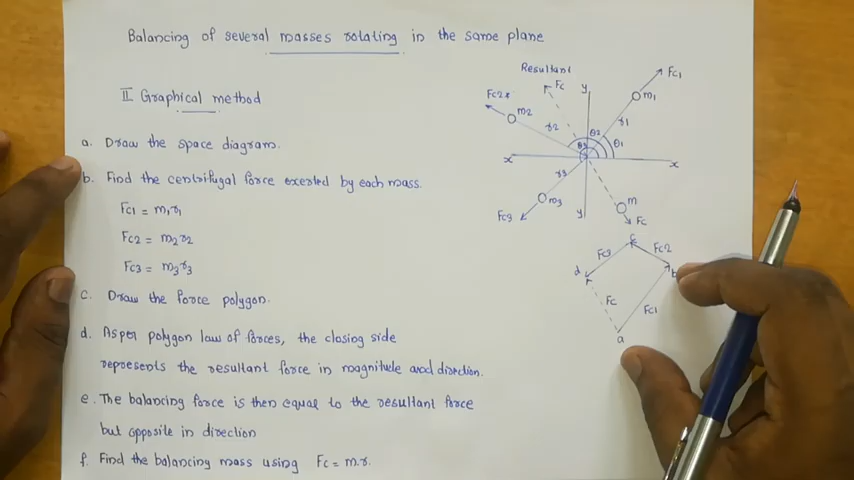 Balancing of several masses rotating in the same plane
II Graphical method
a. Draw the space diagram.
b. Find the centrifugal force exerted by each mass.
Fc1 = m1r1
Fc2 = m2r2
Fc3 = m3r3
c. Draw the force polygon.
d. As per polygon law of forces, the closing side
represents the resultant force in magnitude and direction.
e. The balancing force is then equal to the resultant force
but opposite in direction
f. Find the balancing mass using Fc = m.r.
Resultant
Fc
y
Fc1
Fc2
m2
m1
r2
r1
θ2
θ3
θ1
x
x
r3
m3
m
Fc3
y
Fc
c
Fc3
Fc2
d
b
Fc
Fc1
a